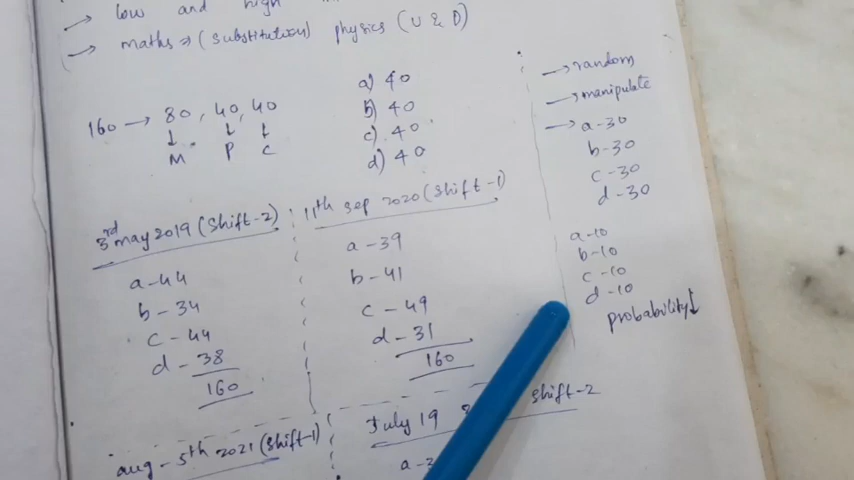 → low and high
→ maths ⇒ (substitution) physics (U & D)
160 → 80, 40, 40
↓ ↓ ↓
M P C
a) 40
b) 40
c) 40
d) 40
→ random
→ manipulate
→ a-30
b-30
c-30
d-30
a-10
b-10
c-10
d-10
probability↓
3rd may 2019 (Shift-2)
a-44
b-34
c-44
d-38
160
11th sep 2020 (Shift-1)
a-39
b-41
c-49
d-31
160
aug-5th 2021 (Shift-1)
July 19 shift-2